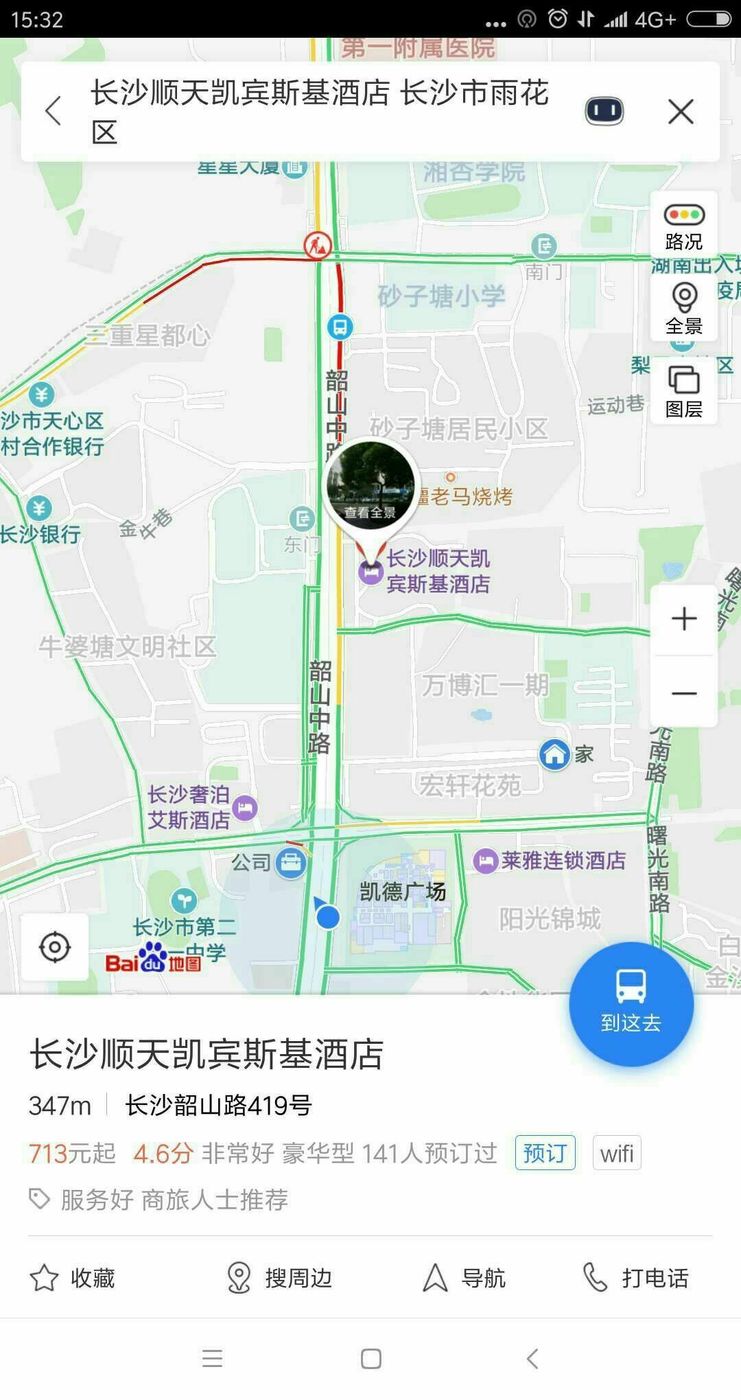 15:32
4G+
第一附属医院
长沙顺天凯宾斯基酒店 长沙市雨花
区
星星大厦
湘杏学院
路况
南门
湖南出入境
砂子塘小学
全景
三重星都心
图层
运动巷
沙市天心区
村合作银行
韶山中路
砂子塘居民小区
老马烧烤
查看全景
长沙银行
金牛巷
东门
长沙顺天凯
宾斯基酒店
牛婆塘文明社区
韶山中路
万博汇一期
家
宏轩花苑
长沙奢泊
艾斯酒店
曙光南路
公司
莱雅连锁酒店
凯德广场
阳光锦城
长沙市第二
一中学
Bai du 地图
到这去
长沙顺天凯宾斯基酒店
347m 长沙韶山路419号
713元起 4.6分 非常好 豪华型 141人预订过 预订 wifi
服务好 商旅人士推荐
收藏 搜周边 导航 打电话